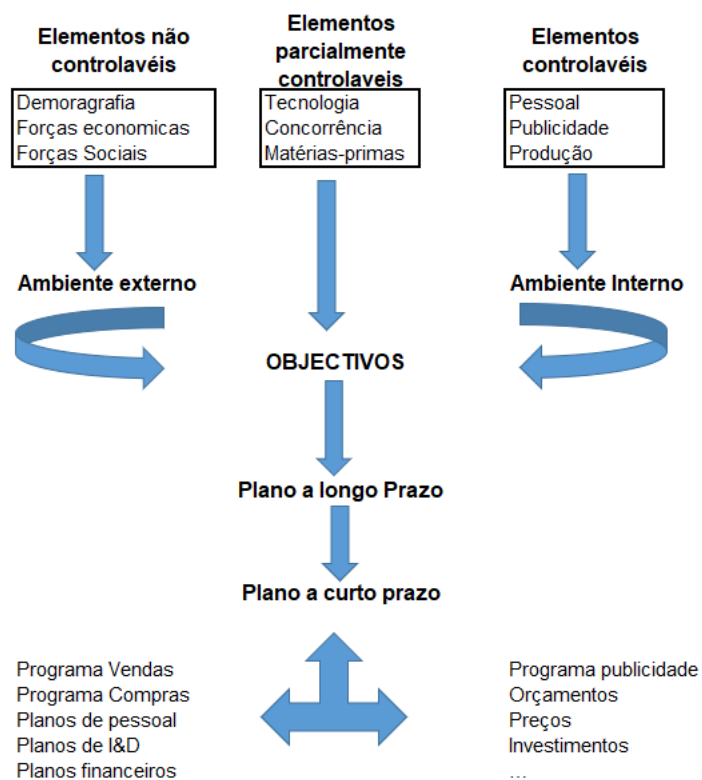 Elementos não
controlavéis
Elementos
parcialmente
controlaveis
Elementos
controlavéis
Demoragrafia
Forças economicas
Forças Sociais
Tecnologia
Concorrência
Matérias-primas
Pessoal
Publicidade
Produção
Ambiente externo
Ambiente Interno
OBJECTIVOS
Plano a longo Prazo
Plano a curto prazo
Programa Vendas
Programa Compras
Planos de pessoal
Planos de I&D
Planos financeiros
Programa publicidade
Orçamentos
Preços
Investimentos
...